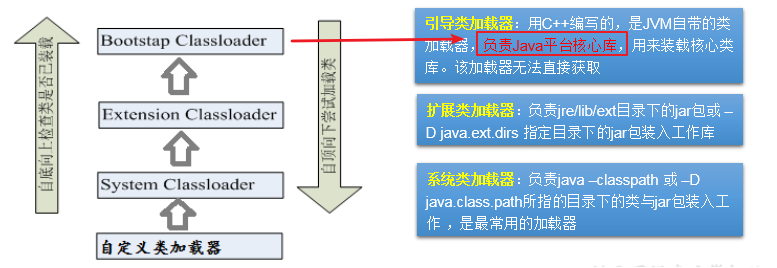 自底向上检查类是否已装载
Bootstap Classloader
Extension Classloader
System Classloader
自定义类加载器
自顶向下尝试加载类
引导类加载器：用C++编写的，是JVM自带的类
加载器，负责Java平台核心库，用来装载核心类
库。该加载器无法直接获取
扩展类加载器：负责jre/lib/ext目录下的jar包或 –
D java.ext.dirs 指定目录下的jar包装入工作库
系统类加载器：负责java –classpath 或 –D
java.class.path所指的目录下的类与jar包装入工
作 ，是最常用的加载器